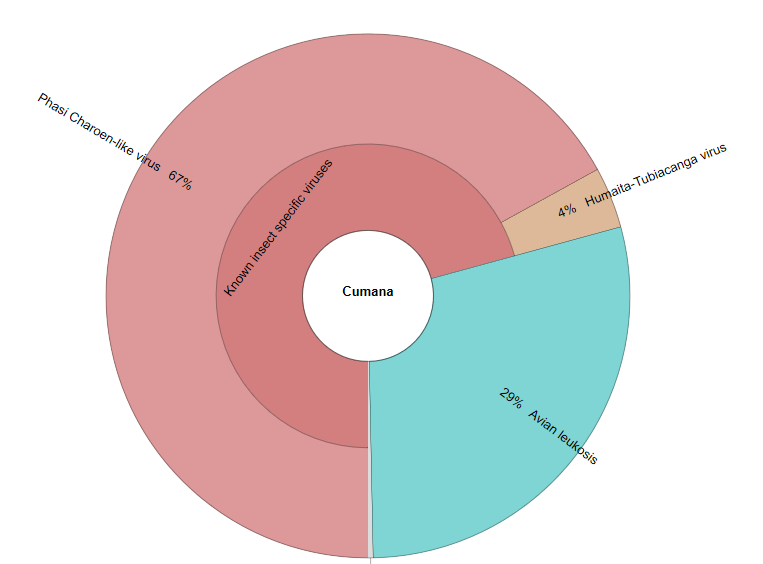 Phasi Charoen-like virus 67%
Known insect specific viruses
4% Humaita-Tubiacanga virus
Cumana
29% Avian leukosis